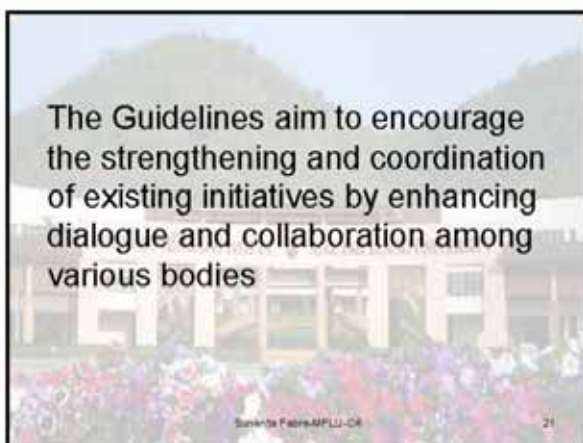 The Guidelines aim to encourage
the strengthening and coordination
of existing initiatives by enhancing
dialogue and collaboration among
various bodies
21